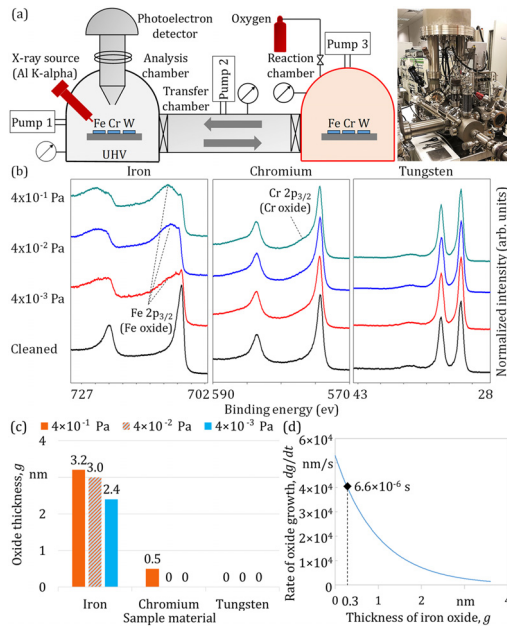 (a)
Photoelectron
detector
X-ray source
(Al K-alpha)
Analysis
chamber
Transfer
chamber
Pump 1
Pump 2
Fe Cr W
UHV
Oxygen
Pump 3
Reaction
chamber
Fe Cr W
(b)
Iron
Chromium
Tungsten
4x10⁻¹ Pa
4x10⁻² Pa
4x10⁻³ Pa
Cleaned
Fe 2p₃/₂
(Fe oxide)
Cr 2p₃/₂
(Cr oxide)
Normalized intensity (arb. units)
727 702 590 570 43 28
Binding energy (ev)
(c)
4×10⁻¹ Pa 4×10⁻² Pa 4×10⁻³ Pa
Oxide thickness, g
4
nm
2
1
0
3.2
3.0
2.4
0.5
0 0
0 0 0
Iron Chromium Tungsten
Sample material
(d)
Rate of oxide growth, dg/dt
6×10⁴
nm/s
4×10⁴
3×10⁴
2×10⁴
1×10⁴
0
6.6×10⁻⁶ s
0 0.3 1 2 nm 4
Thickness of iron oxide, g